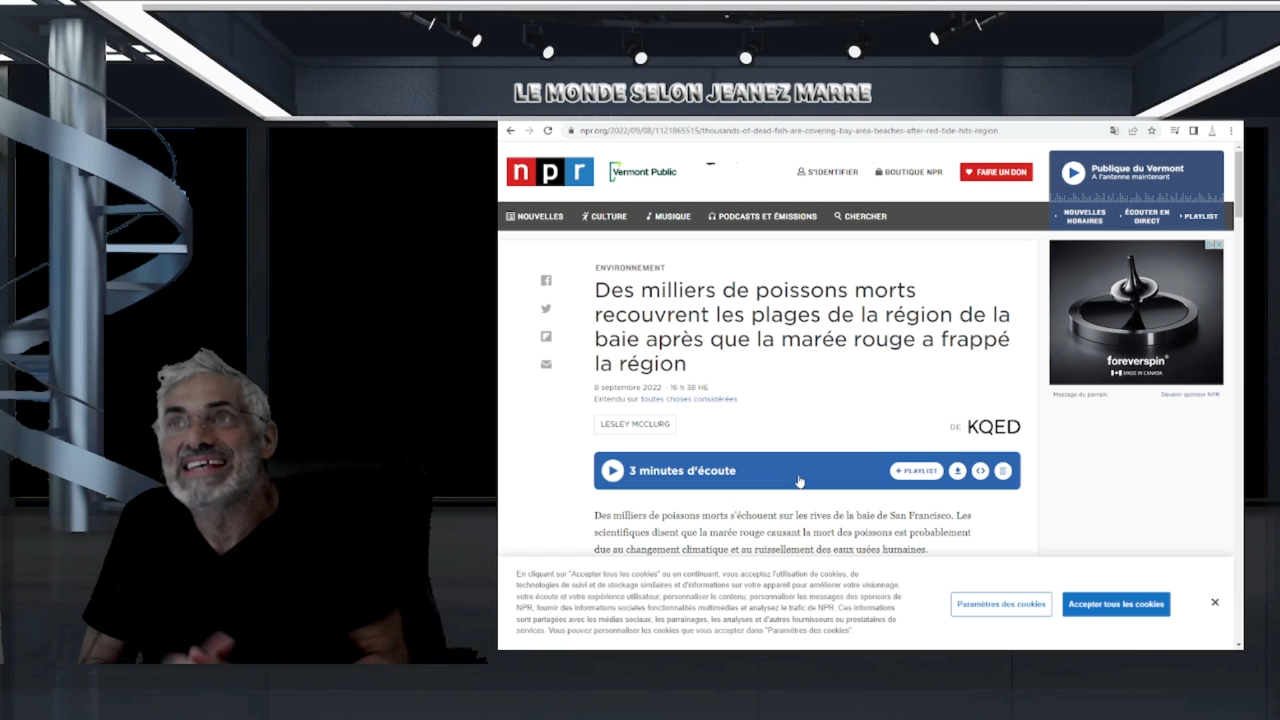 LE MONDE SELON JEANEZ MARRE
npr.org/2022/09/08/1121865515/thousands-of-dead-fish-are-covering-bay-area-beaches-after-red-tide-hits-region
npr
Vermont Public
S'IDENTIFIER
BOUTIQUE NPR
FAIRE UN DON
Publique du Vermont
A l'antenne maintenant
NOUVELLES
CULTURE
MUSIQUE
PODCASTS ET ÉMISSIONS
CHERCHER
NOUVELLES HORAIRES
ÉCOUTER EN DIRECT
PLAYLIST
ENVIRONNEMENT
Des milliers de poissons morts
recouvrent les plages de la région de la
baie après que la marée rouge a frappé
la région
8 septembre 2022 · 16 h 38 HE
Entendu sur toutes choses considérées
LESLEY MCCLURG
DE KQED
3 minutes d'écoute
+ PLAYLIST
Des milliers de poissons morts s'échouent sur les rives de la baie de San Francisco. Les
scientifiques disent que la marée rouge causant la mort des poissons est probablement
due au changement climatique et au ruissellement des eaux usées humaines.
foreverspin
MADE IN CANADA
Message du parrain
Devenir sponsor NPR
En cliquant sur "Accepter tous les cookies" ou en continuant, vous acceptez l'utilisation de cookies, de
technologies de suivi et de stockage similaires et d'informations sur votre appareil pour améliorer votre visionnage,
votre écoute et votre expérience utilisateur, personnaliser le contenu, personnaliser les messages des sponsors de
NPR, fournir des informations sociales fonctionnalités multimédias et analysez le trafic de NPR. Ces informations
sont partagées avec les médias sociaux, les parrainages, les analyses et d'autres fournisseurs ou prestataires de
services. Vous pouvez personnaliser les cookies que vous acceptez dans "Paramètres des cookies".
Paramètres des cookies
Accepter tous les cookies